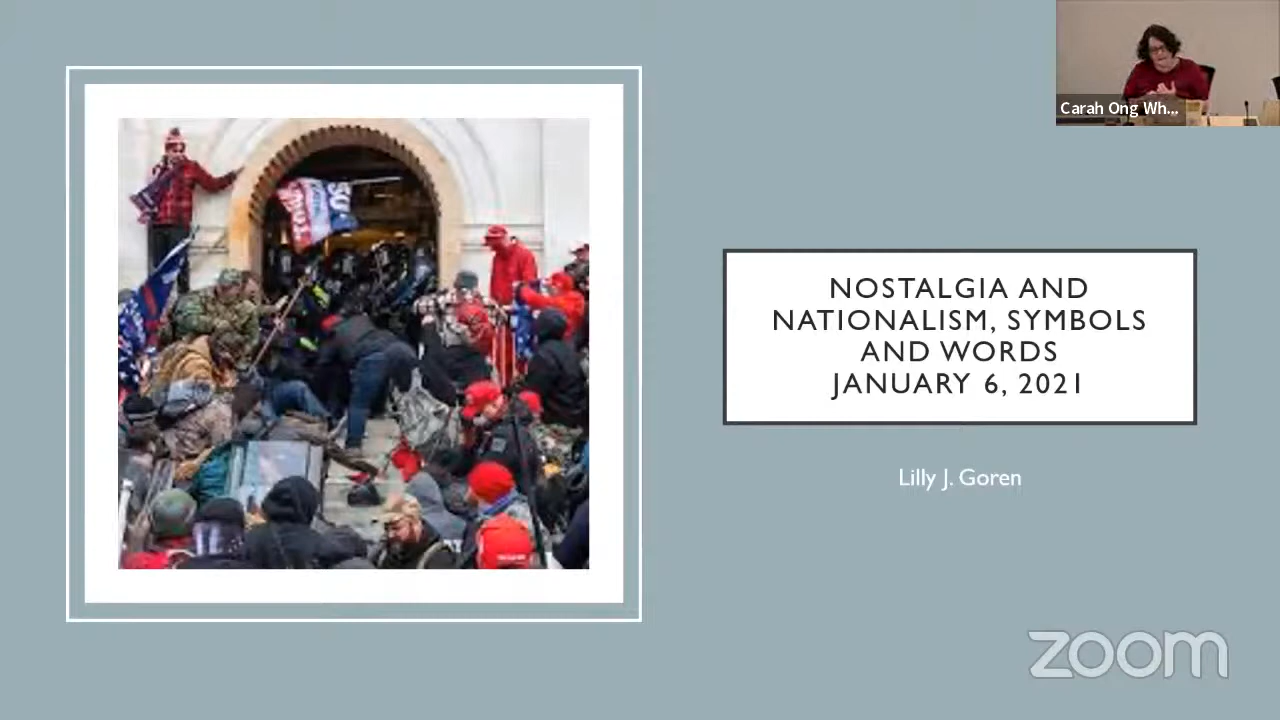 Carah Ong Wh...
NOSTALGIA AND
NATIONALISM, SYMBOLS
AND WORDS
JANUARY 6, 2021
Lilly J. Goren
zoom